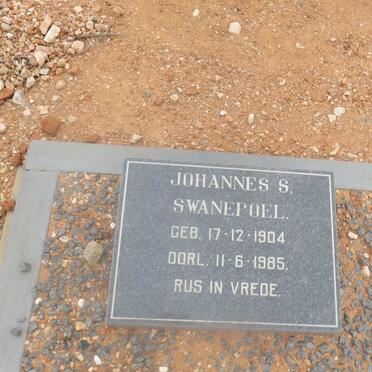 JOHANNES S.
SWANEPOEL.
GEB. 17-12-1904
OORL. 11-6-1985.
RUS IN VREDE.